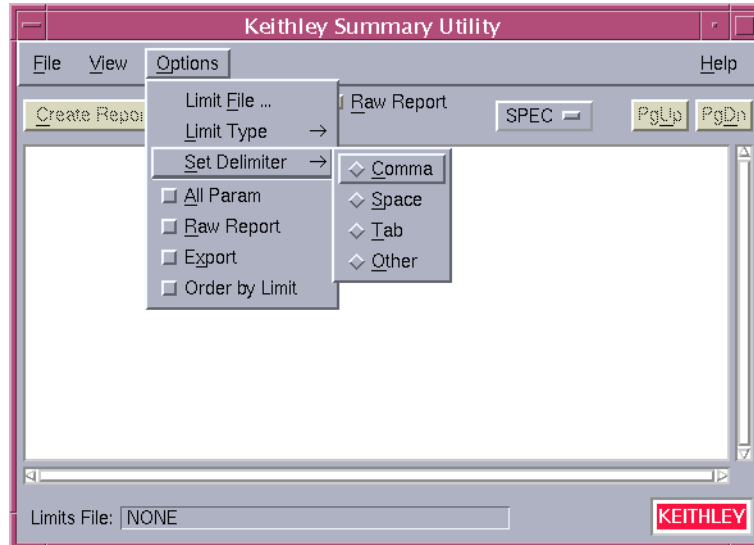 Keithley Summary Utility
File View Options Help
Create Repor Raw Report SPEC PgUp PgDn
Limit File ...
Limit Type →
Set Delimiter →
All Param
Raw Report
Export
Order by Limit
Comma
Space
Tab
Other
Limits File: NONE
KEITHLEY